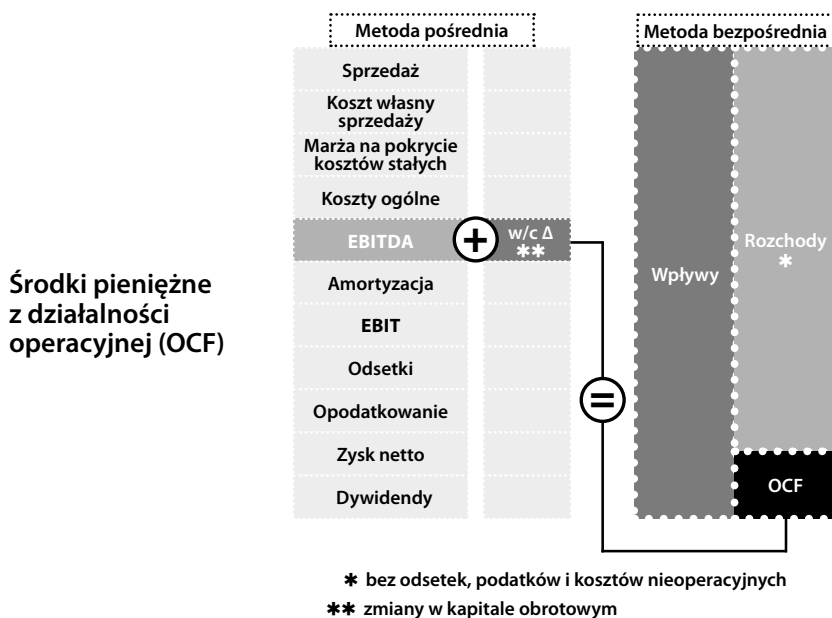 Metoda pośrednia
Metoda bezpośrednia
Sprzedaż
Koszt własny
sprzedaży
Marża na pokrycie
kosztów stałych
Koszty ogólne
EBITDA
+
w/c Δ
**
Amortyzacja
EBIT
Odsetki
Opodatkowanie
Zysk netto
Dywidendy
Środki pieniężne
z działalności
operacyjnej (OCF)
=
Wpływy
Rozchody
*
OCF
* bez odsetek, podatków i kosztów nieoperacyjnych
** zmiany w kapitale obrotowym